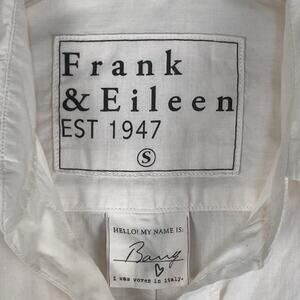 Frank
& Eileen
EST 1947
S
HELLO! MY NAME IS:
Barry
I was woven in italy.